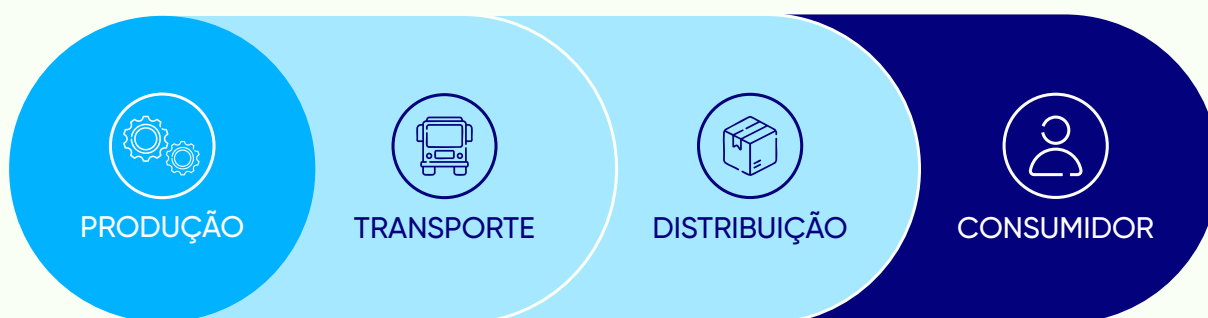 PRODUÇÃO
TRANSPORTE
DISTRIBUIÇÃO
CONSUMIDOR